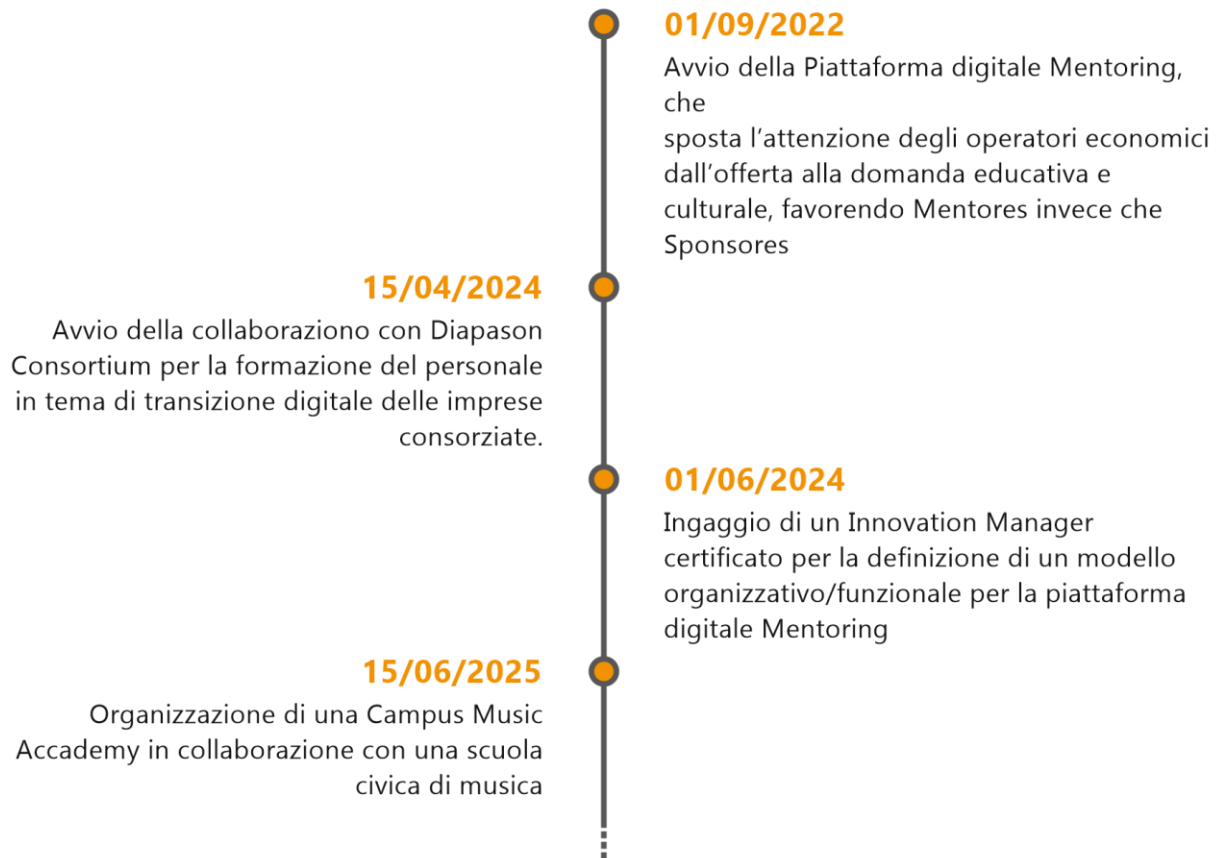 01/09/2022
Avvio della Piattaforma digitale Mentoring,
che
sposta l’attenzione degli operatori economici
dall’offerta alla domanda educativa e
culturale, favorendo Mentores invece che
Sponsores
15/04/2024
Avvio della collaboraziono con Diapason
Consortium per la formazione del personale
in tema di transizione digitale delle imprese
consorziate.
01/06/2024
Ingaggio di un Innovation Manager
certificato per la definizione di un modello
organizzativo/funzionale per la piattaforma
digitale Mentoring
15/06/2025
Organizzazione di una Campus Music
Accademy in collaborazione con una scuola
civica di musica